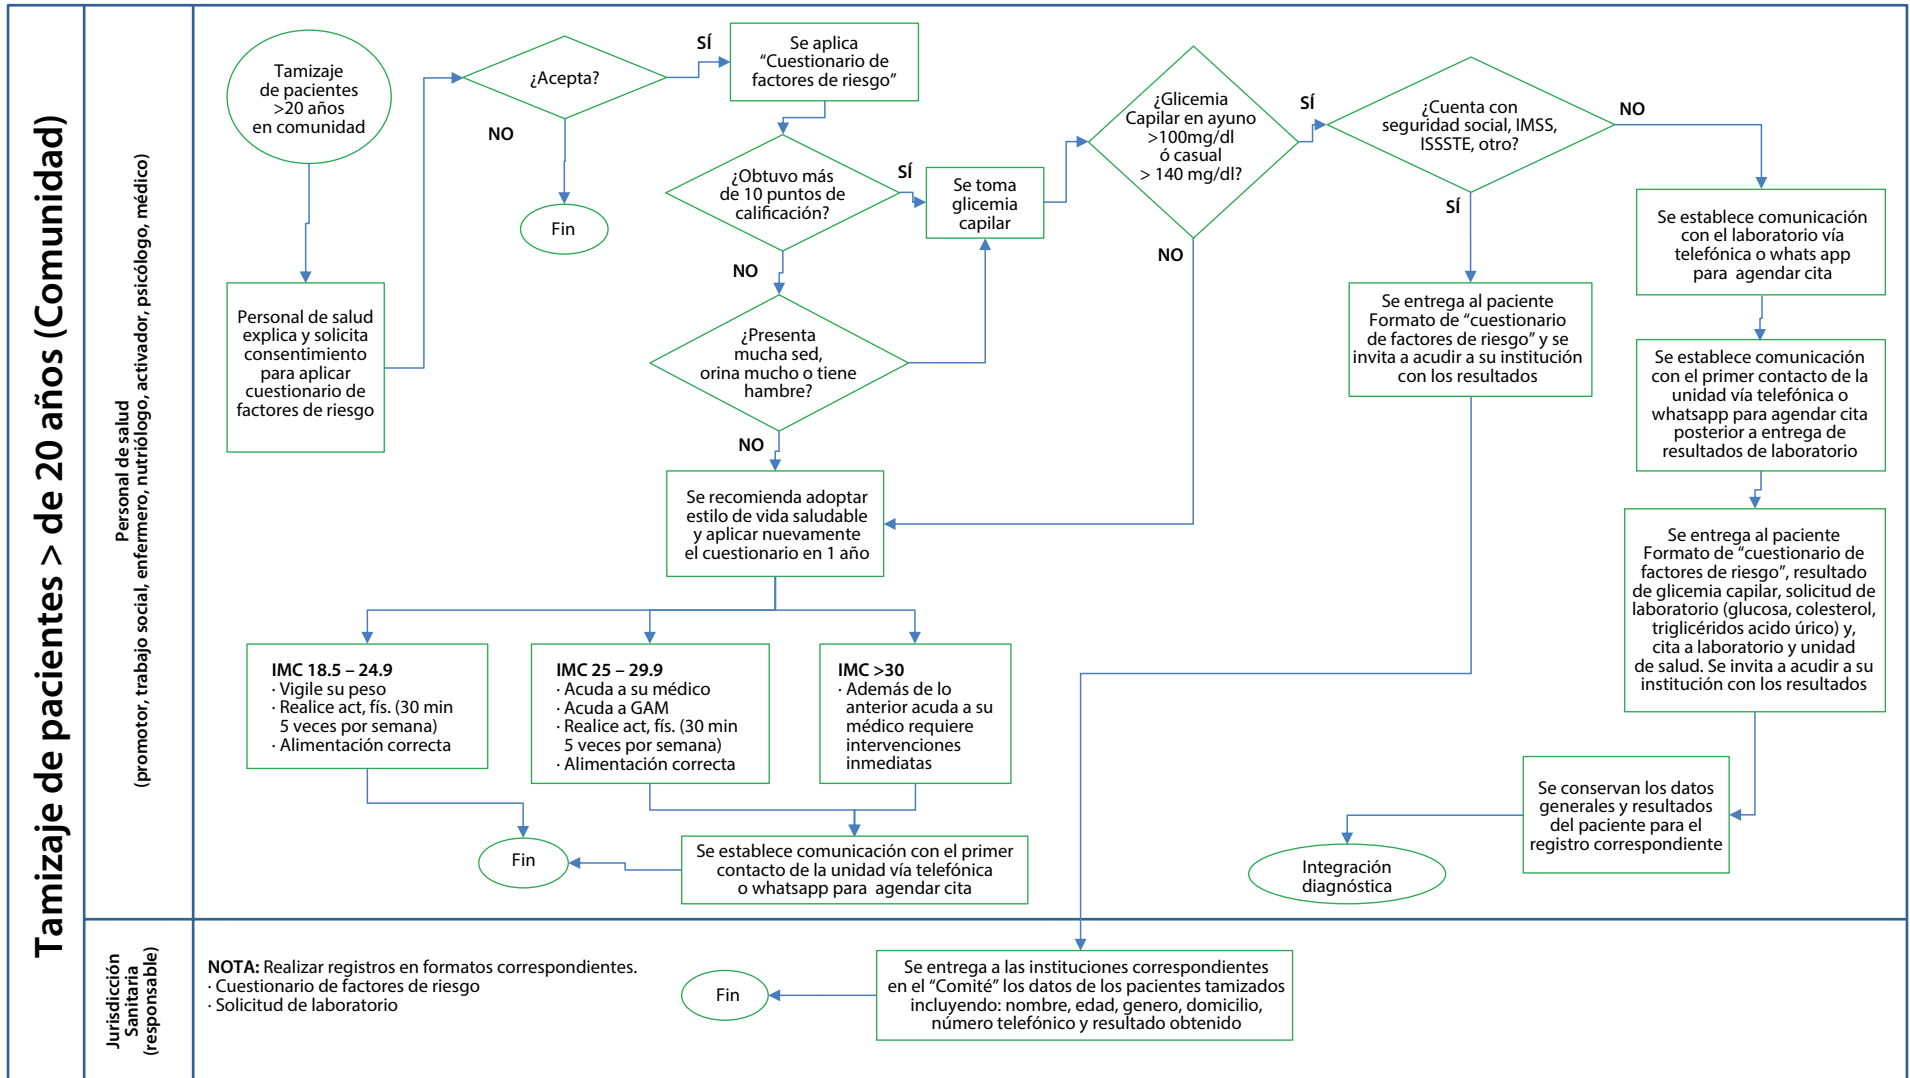 Tamizaje de pacientes > de 20 años (Comunidad)
Personal de salud
(promotor, trabajo social, enfermero, nutriólogo, activador, psicólogo, médico)
Tamizaje
de pacientes
>20 años
en comunidad
Personal de salud
explica y solicita
consentimiento
para aplicar
cuestionario de
factores de riesgo
¿Acepta?
NO
Fin
SÍ
Se aplica
“Cuestionario de
factores de riesgo”
¿Obtuvo más
de 10 puntos de
calificación?
SÍ
NO
Se toma
glicemia
capilar
¿Presenta
mucha sed,
orina mucho o tiene
hambre?
NO
Se recomienda adoptar
estilo de vida saludable
y aplicar nuevamente
el cuestionario en 1 año
IMC 18.5 – 24.9
· Vigile su peso
· Realice act, fís. (30 min
5 veces por semana)
· Alimentación correcta
IMC 25 – 29.9
· Acuda a su médico
· Acuda a GAM
· Realice act, fís. (30 min
5 veces por semana)
· Alimentación correcta
IMC >30
· Además de lo
anterior acuda a su
médico requiere
intervenciones
inmediatas
Fin
Se establece comunicación con el primer
contacto de la unidad vía telefónica
o whatsapp para agendar cita
¿Glicemia
Capilar en ayuno
>100mg/dl
ó casual
> 140 mg/dl?
SÍ
NO
¿Cuenta con
seguridad social, IMSS,
ISSSTE, otro?
NO
SÍ
Se entrega al paciente
Formato de “cuestionario
de factores de riesgo” y se
invita a acudir a su institución
con los resultados
Se establece comunicación
con el laboratorio vía
telefónica o whats app
para agendar cita
Se establece comunicación
con el primer contacto de la
unidad vía telefónica o
whatsapp para agendar cita
posterior a entrega de
resultados de laboratorio
Se entrega al paciente
Formato de “cuestionario de
factores de riesgo”, resultado
de glicemia capilar, solicitud de
laboratorio (glucosa, colesterol,
triglicéridos acido úrico) y,
cita a laboratorio y unidad
de salud. Se invita a acudir a su
institución con los resultados
Se conservan los datos
generales y resultados
del paciente para el
registro correspondiente
Integración
diagnóstica
Jurisdicción
Sanitaria
(responsable)
NOTA: Realizar registros en formatos correspondientes.
· Cuestionario de factores de riesgo
· Solicitud de laboratorio
Fin
Se entrega a las instituciones correspondientes
en el “Comité” los datos de los pacientes tamizados
incluyendo: nombre, edad, genero, domicilio,
número telefónico y resultado obtenido